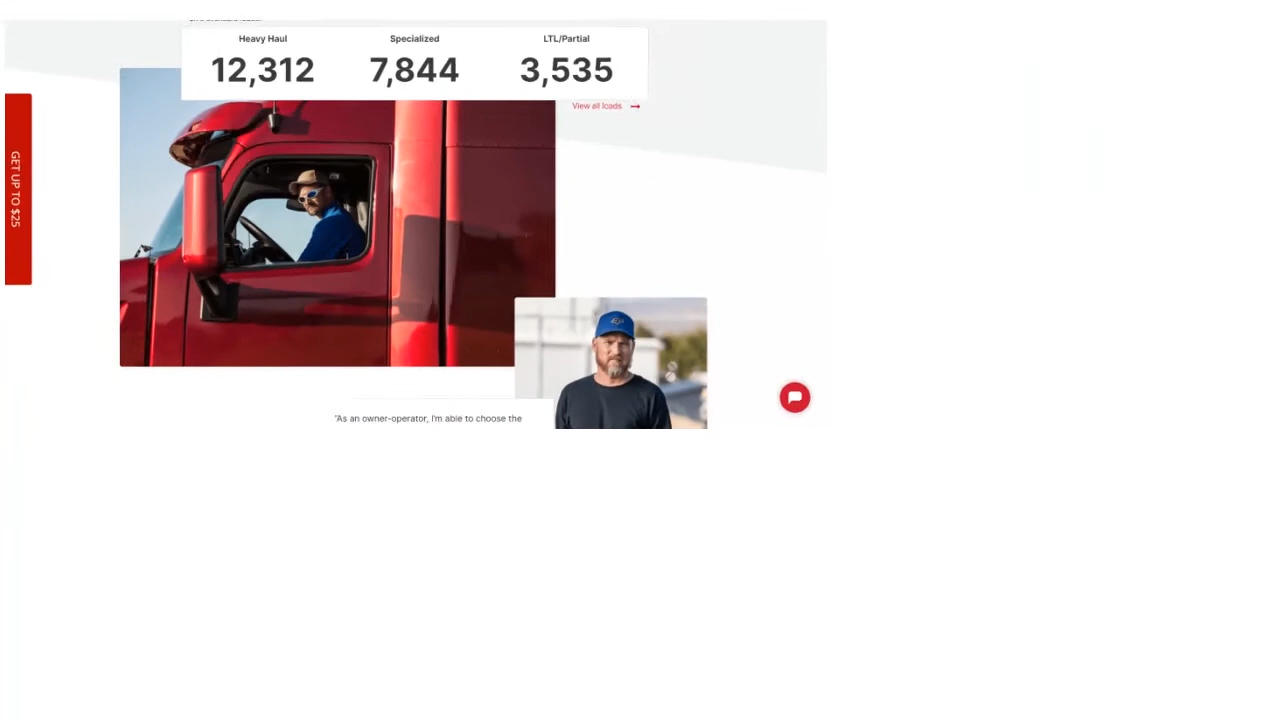 Heavy Haul Specialized LTL/Partial
12,312 7,844 3,535
View all loads
GET UP TO $25
"As an owner-operator, I'm able to choose the